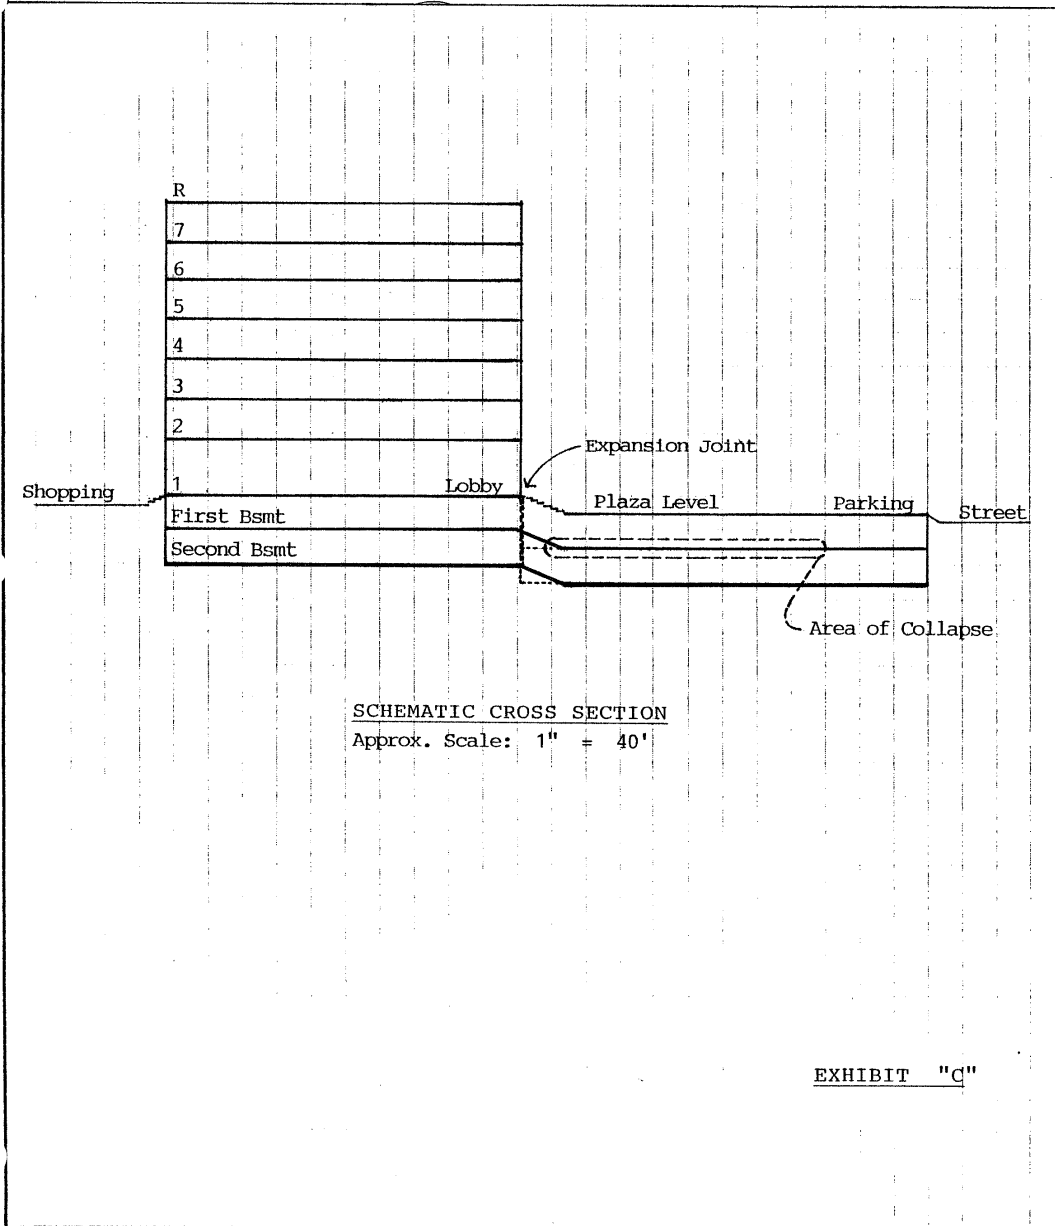 R
7
6
5
4
3
2
Expansion Joint
1
Lobby
Shopping
Plaza Level
Parking
Street
First Bsmt
Second Bsmt
Area of Collapse
SCHEMATIC CROSS SECTION
Approx. Scale: 1" = 40'
EXHIBIT "C"